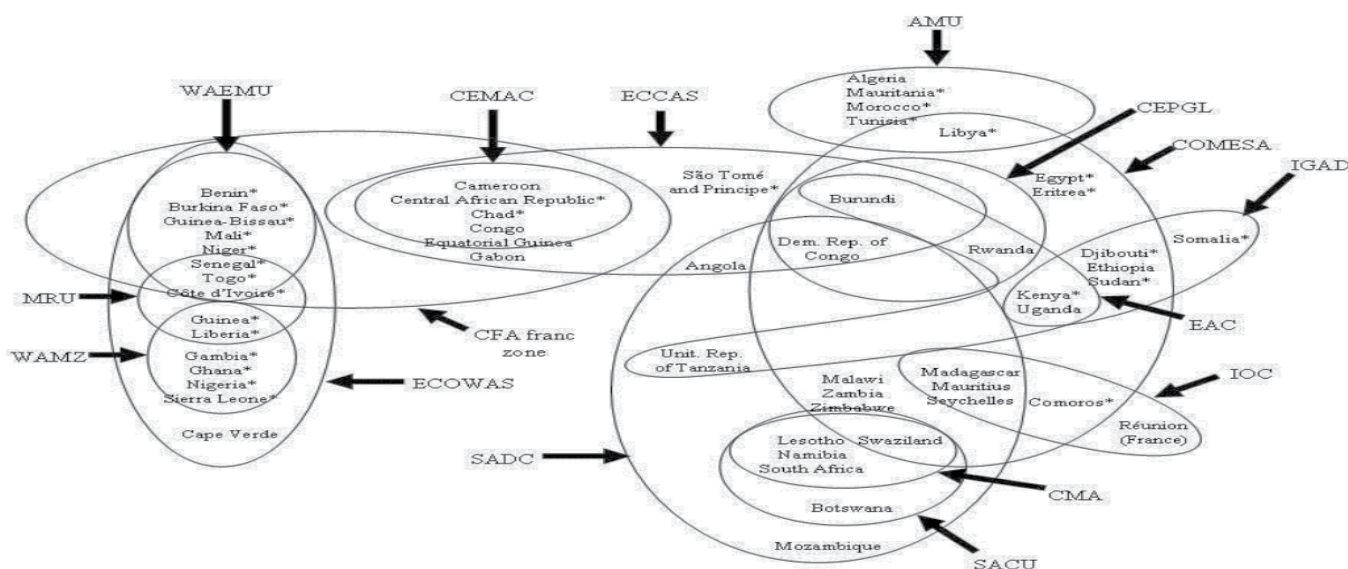 AMU
WAEMU
CEMAC
ECCAS
CEPGL
COMESA
IGAD
Algeria
Mauritania*
Morocco*
Tunisia*
Libya*
Benin*
Burkina Faso*
Guinea-Bissau*
Mali*
Niger*
Senegal*
Togo*
Côte d'Ivoire*
Cameroon
Central African Republic*
Chad*
Congo
Equatorial Guinea
Gabon
São Tomé
and Principe*
Burundi
Egypt*
Eritrea*
Somalia*
Dem. Rep. of
Congo
Rwanda
Angola
Djibouti*
Ethiopia
Sudan*
Kenya*
Uganda
MRU
Guinea*
Liberia*
CFA franc
zone
EAC
WAMZ
Gambia*
Ghana*
Nigeria*
Sierra Leone*
ECOWAS
Unit. Rep.
of Tanzania
Malawi
Zambia
Zimbabwe
Madagascar
Mauritius
Seychelles
Comoros*
IOC
Réunion
(France)
Cape Verde
SADC
Lesotho Swaziland
Namibia
South Africa
CMA
Botswana
Mozambique
SACU